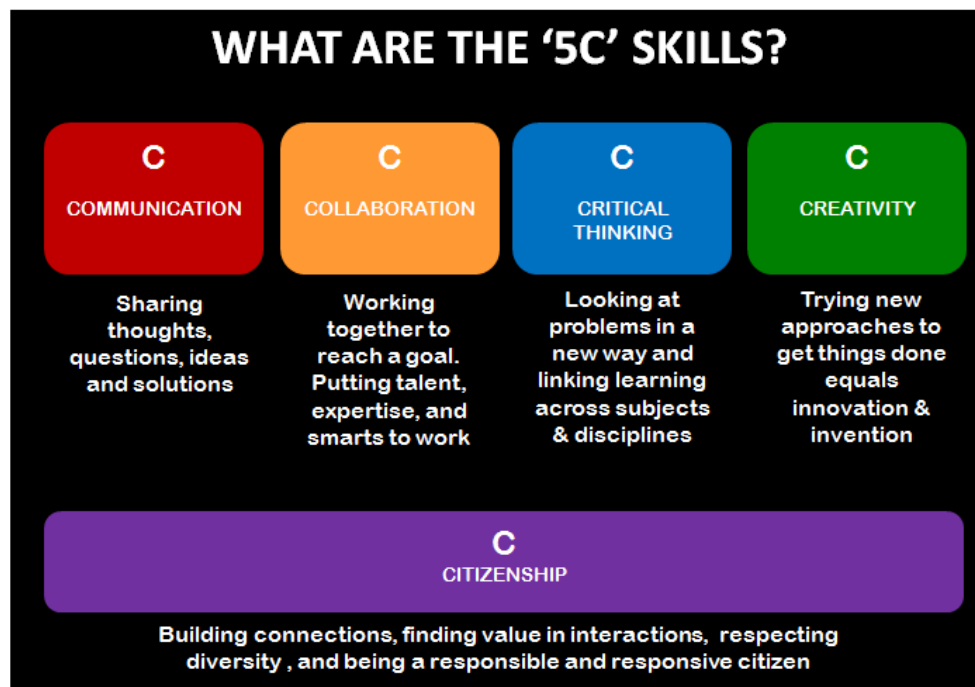 WHAT ARE THE ‘5C’ SKILLS?
C
COMMUNICATION
Sharing
thoughts,
questions, ideas
and solutions
C
COLLABORATION
Working
together to
reach a goal.
Putting talent,
expertise, and
smarts to work
C
CRITICAL
THINKING
Looking at
problems in a
new way and
linking learning
across subjects
& disciplines
C
CREATIVITY
Trying new
approaches to
get things done
equals
innovation &
invention
C
CITIZENSHIP
Building connections, finding value in interactions,  respecting
diversity , and being a responsible and responsive citizen